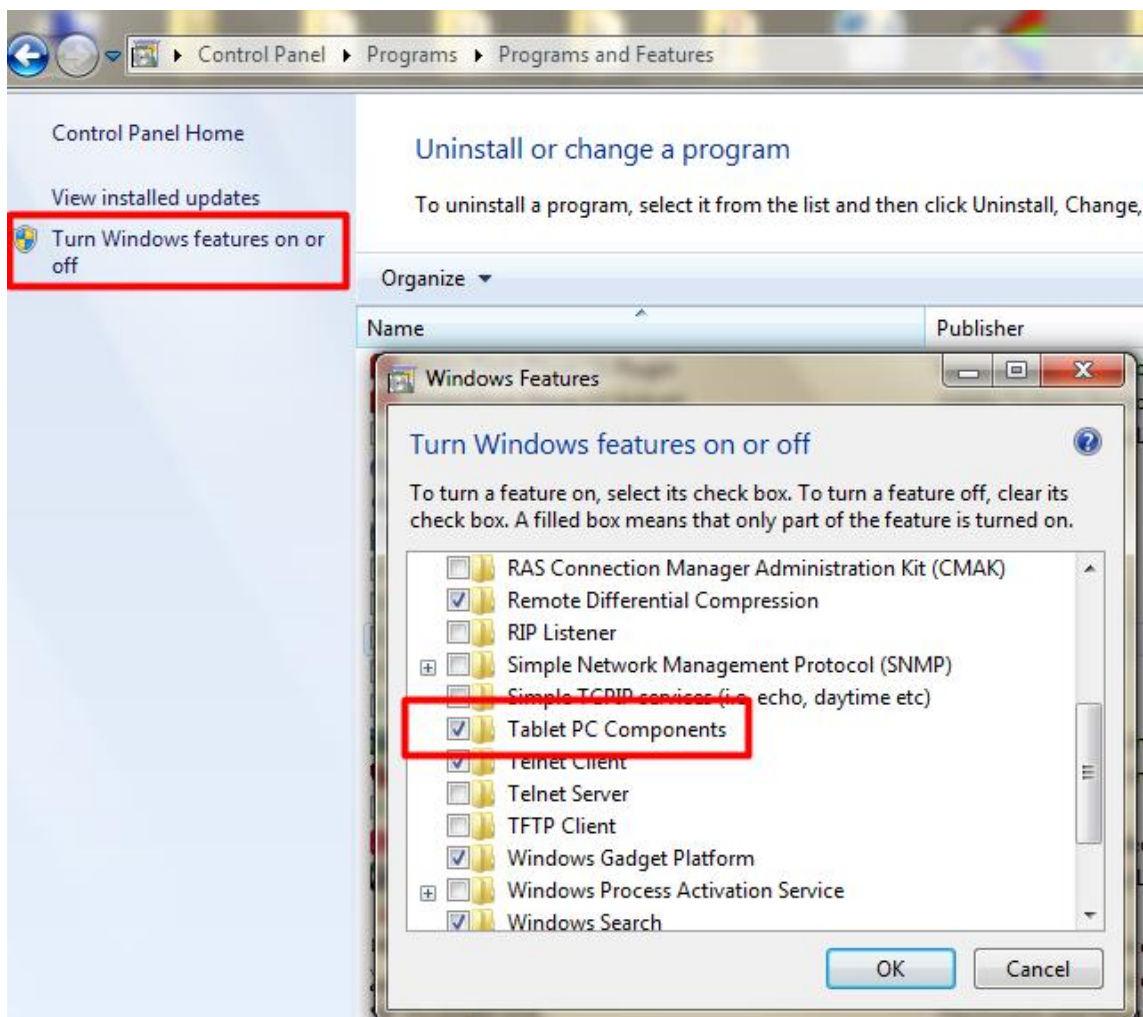 Control Panel ▸ Programs ▸ Programs and Features
Control Panel Home
View installed updates
Turn Windows features on or
off
Uninstall or change a program
To uninstall a program, select it from the list and then click Uninstall, Change,
Organize
Name
Publisher
Windows Features
Turn Windows features on or off
To turn a feature on, select its check box. To turn a feature off, clear its
check box. A filled box means that only part of the feature is turned on.
RAS Connection Manager Administration Kit (CMAK)
Remote Differential Compression
RIP Listener
Simple Network Management Protocol (SNMP)
Simple TCPIP services (i.e. echo, daytime etc)
Tablet PC Components
Telnet Client
Telnet Server
TFTP Client
Windows Gadget Platform
Windows Process Activation Service
Windows Search
OK
Cancel